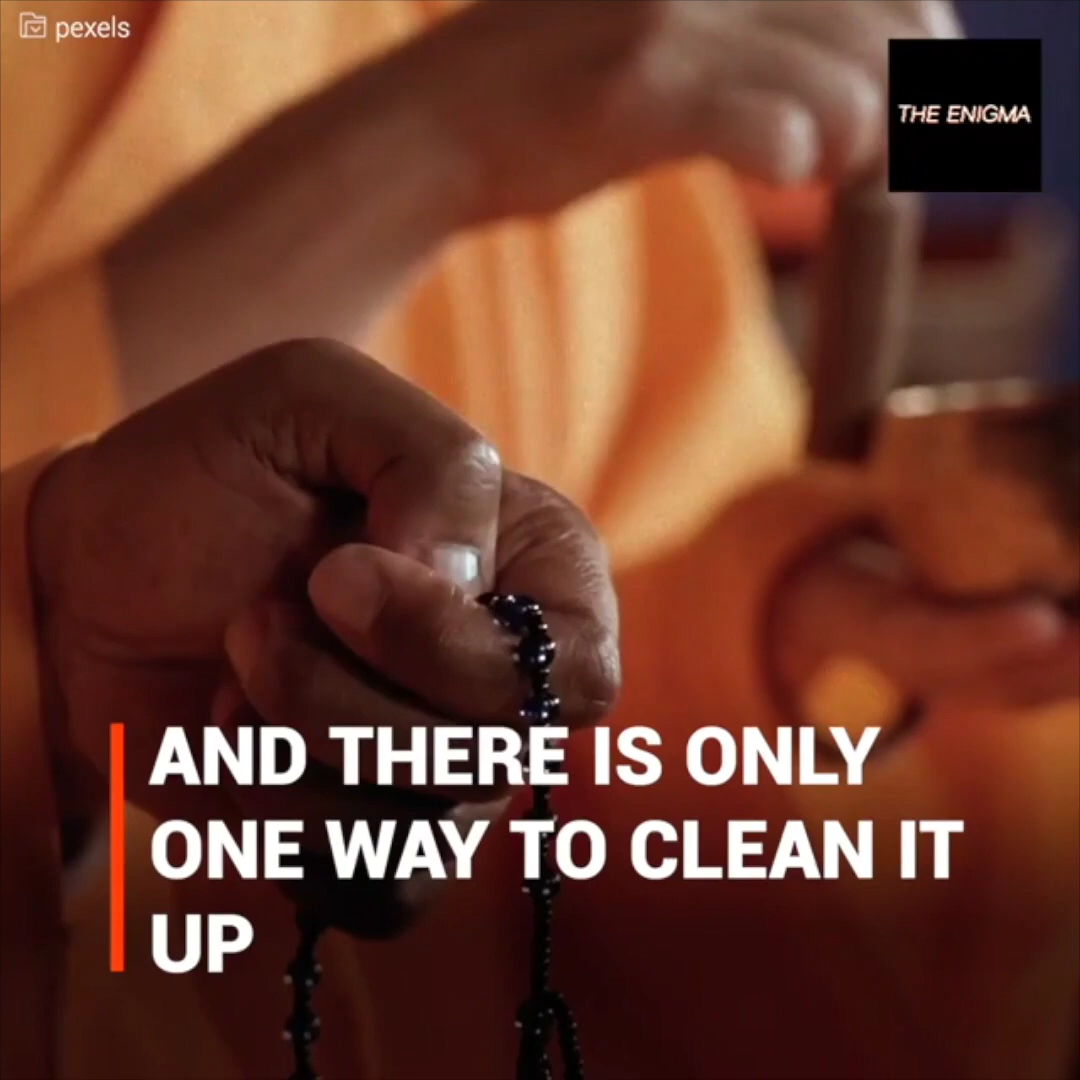 pexels
THE ENIGMA
AND THERE IS ONLY
ONE WAY TO CLEAN IT
UP